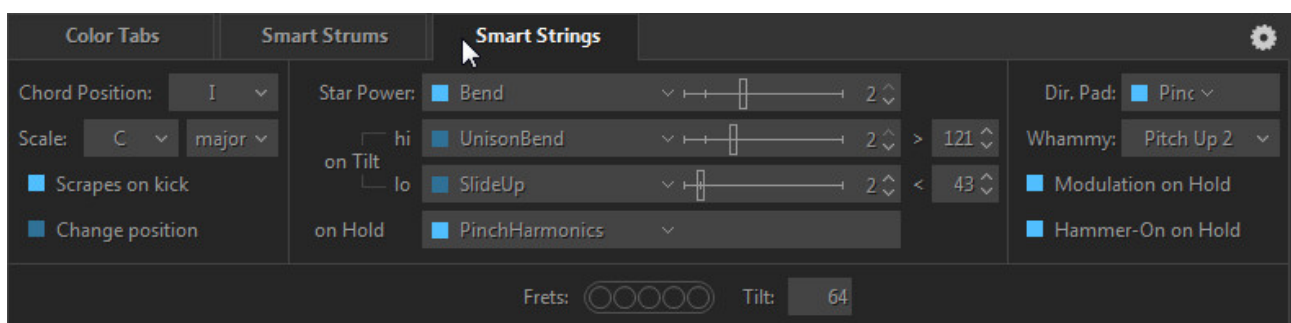 Color Tabs Smart Strums Smart Strings
Chord Position: I Star Power: Bend 2 Dir. Pad: Pinc
Scale: C major hi UnisonBend 2 > 121 Whammy: Pitch Up 2
on Tilt
Scrapes on kick lo SlideUp 2 < 43 Modulation on Hold
Change position on Hold PinchHarmonics Hammer-On on Hold
Frets: Tilt: 64